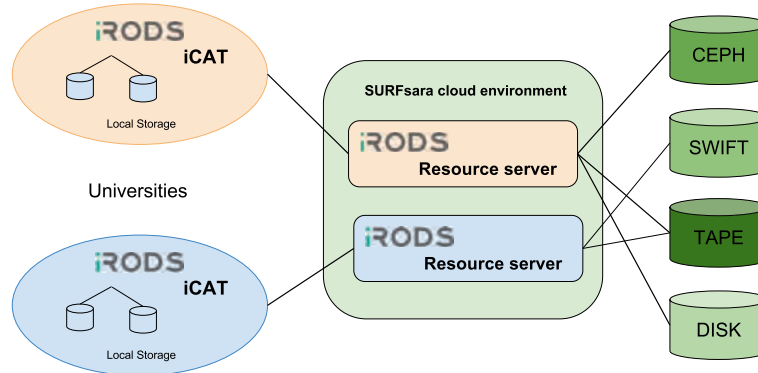 iRODS
iCAT
Local Storage
Universities
iRODS
iCAT
Local Storage
SURFsara cloud environment
iRODS
Resource server
iRODS
Resource server
CEPH
SWIFT
TAPE
DISK